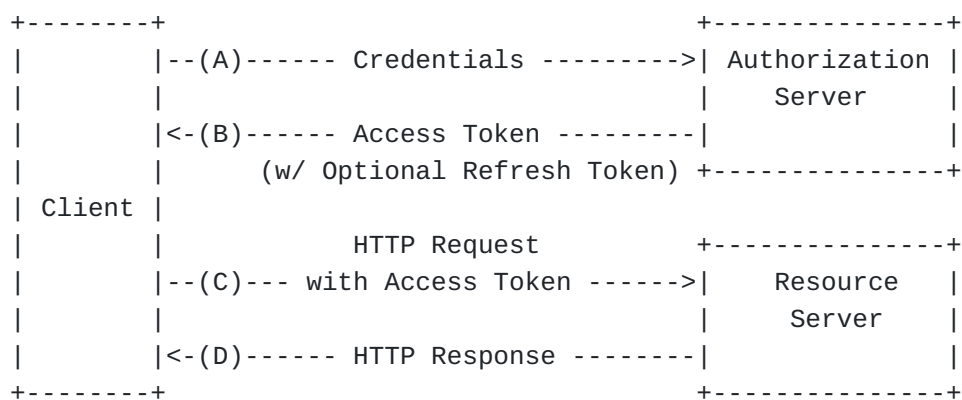 +--------+                                  +---------------+
|        |--(A)------ Credentials --------->| Authorization |
|        |                                  |    Server     |
|        |<-(B)------ Access Token ---------|               |
|        |      (w/ Optional Refresh Token) +---------------+
| Client |
|        |            HTTP Request          +---------------+
|        |--(C)--- with Access Token ------>|    Resource   |
|        |                                  |     Server    |
|        |<-(D)------ HTTP Response --------|               |
+--------+                                  +---------------+